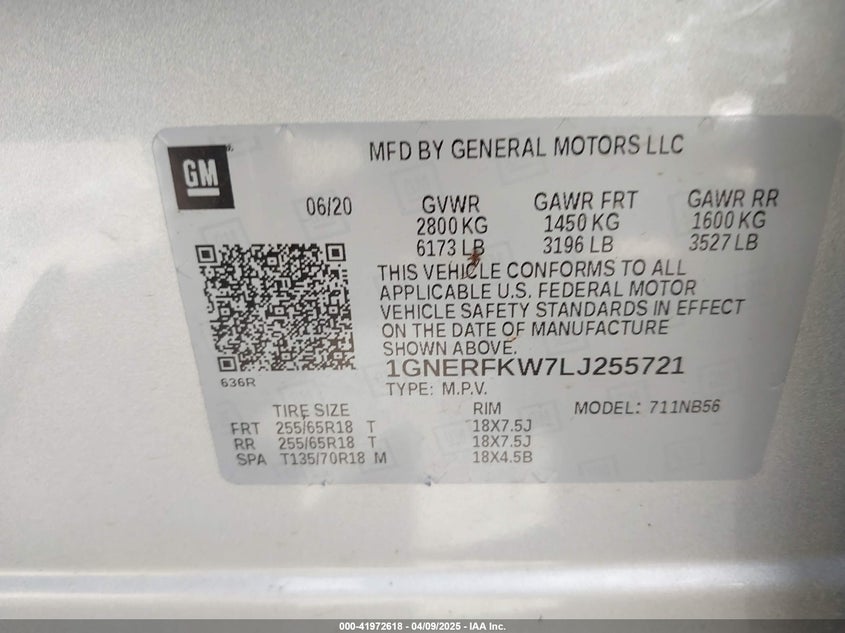 GM
MFD BY GENERAL MOTORS LLC
06/20 GVWR GAWR FRT GAWR RR
2800 KG 1450 KG 1600 KG
6173 LB 3196 LB 3527 LB
THIS VEHICLE CONFORMS TO ALL
APPLICABLE U.S. FEDERAL MOTOR
VEHICLE SAFETY STANDARDS IN EFFECT
ON THE DATE OF MANUFACTURE
SHOWN ABOVE.
1GNERFKW7LJ255721
636R
TYPE: M.P.V.
TIRE SIZE RIM MODEL: 711NB56
FRT 255/65R18 T 18X7.5J
RR 255/65R18 T 18X7.5J
SPA T135/70R18 M 18X4.5B
000-41972618 - 04/09/2025 - IAA Inc.